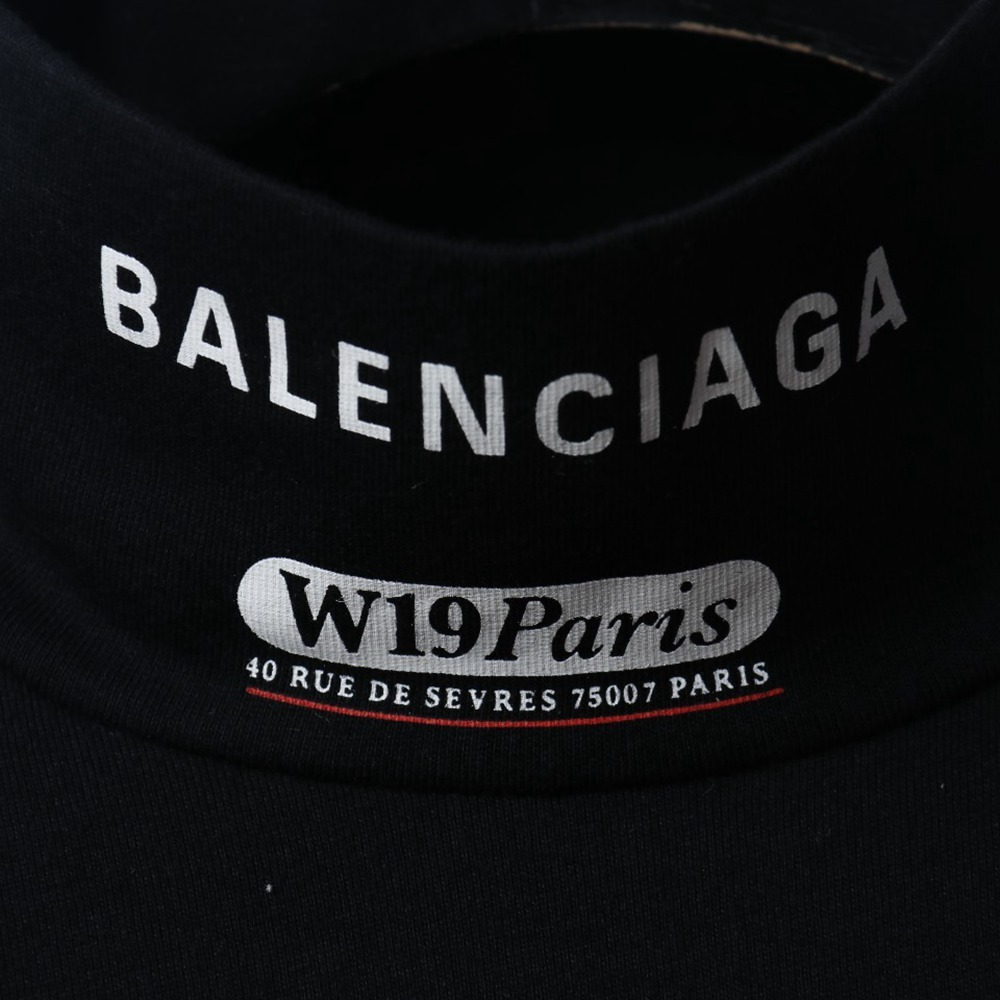 BALENCIAGA
W19Paris
40 RUE DE SEVRES 75007 PARIS